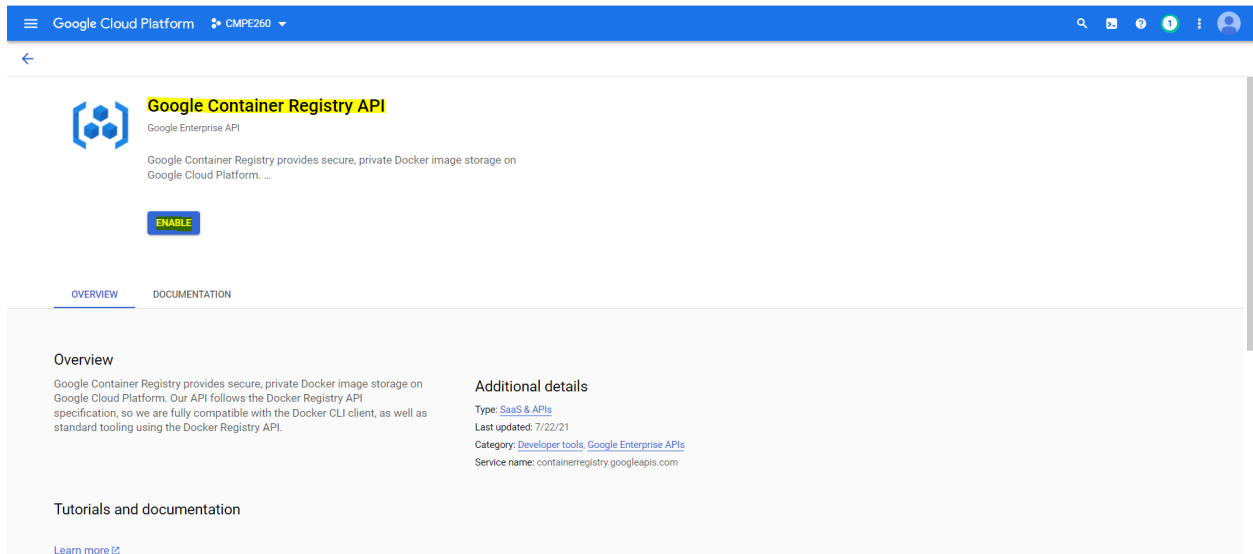 Google Cloud Platform CMPE260
1
Google Container Registry API
Google Enterprise API
Google Container Registry provides secure, private Docker image storage on
Google Cloud Platform. ...
ENABLE
OVERVIEW DOCUMENTATION
Overview
Google Container Registry provides secure, private Docker image storage on
Google Cloud Platform. Our API follows the Docker Registry API
specification, so we are fully compatible with the Docker CLI client, as well as
standard tooling using the Docker Registry API.
Additional details
Type: SaaS & APIs
Last updated: 7/22/21
Category: Developer tools, Google Enterprise APIs
Service name: containerregistry.googleapis.com
Tutorials and documentation
Learn more